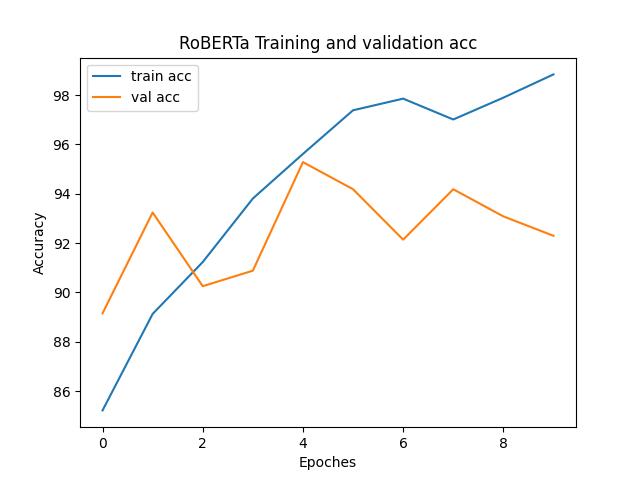 RoBERTa Training and validation acc
train acc
val acc
Accuracy
98
96
94
92
90
88
86
0 2 4 6 8
Epoches